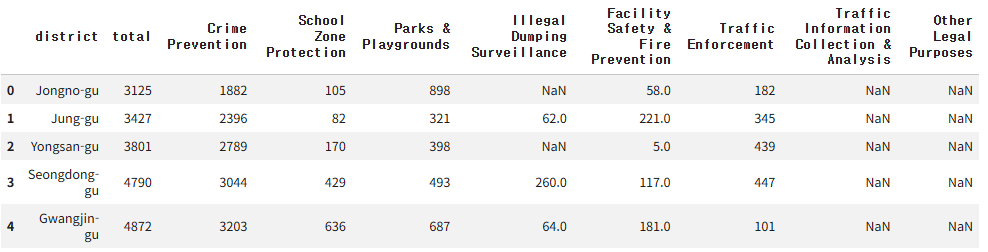 district total Crime Prevention School Zone Protection Parks & Playgrounds Illegal Dumping Surveillance Facility Safety & Fire Prevention Traffic Enforcement Traffic Information Collection & Analysis Other Legal Purposes
0 Jongno-gu 3125 1882 105 898 NaN 58.0 182 NaN NaN
1 Jung-gu 3427 2396 82 321 62.0 221.0 345 NaN NaN
2 Yongsan-gu 3801 2789 170 398 NaN 5.0 439 NaN NaN
3 Seongdong-gu 4790 3044 429 493 260.0 117.0 447 NaN NaN
4 Gwangjin-gu 4872 3203 636 687 64.0 181.0 101 NaN NaN